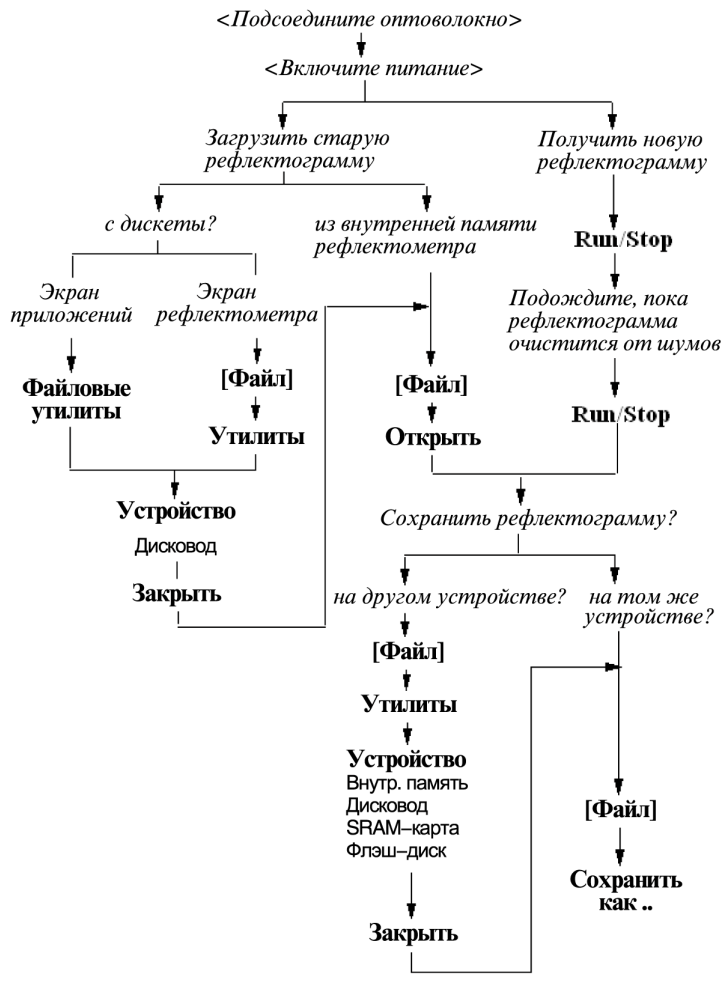 <Подсоедините оптоволокно>
<Включите питание>
Загрузить старую
рефлектограмму
Получить новую
рефлектограмму
с дискеты?
из внутренней памяти
рефлектометра
Run/Stop
Экран
приложений
Экран
рефлектометра
Подождите, пока
рефлектограмма
очистится от шумов
Файловые
утилиты
[Файл]
Утилиты
[Файл]
Открыть
Run/Stop
Устройство
Дисковод
Закрыть
Сохранить рефлектограмму?
на другом устройстве?
на том же
устройстве?
[Файл]
Утилиты
Устройство
Внутр. память
Дисковод
SRAM–карта
Флэш–диск
Закрыть
[Файл]
Сохранить
как ..